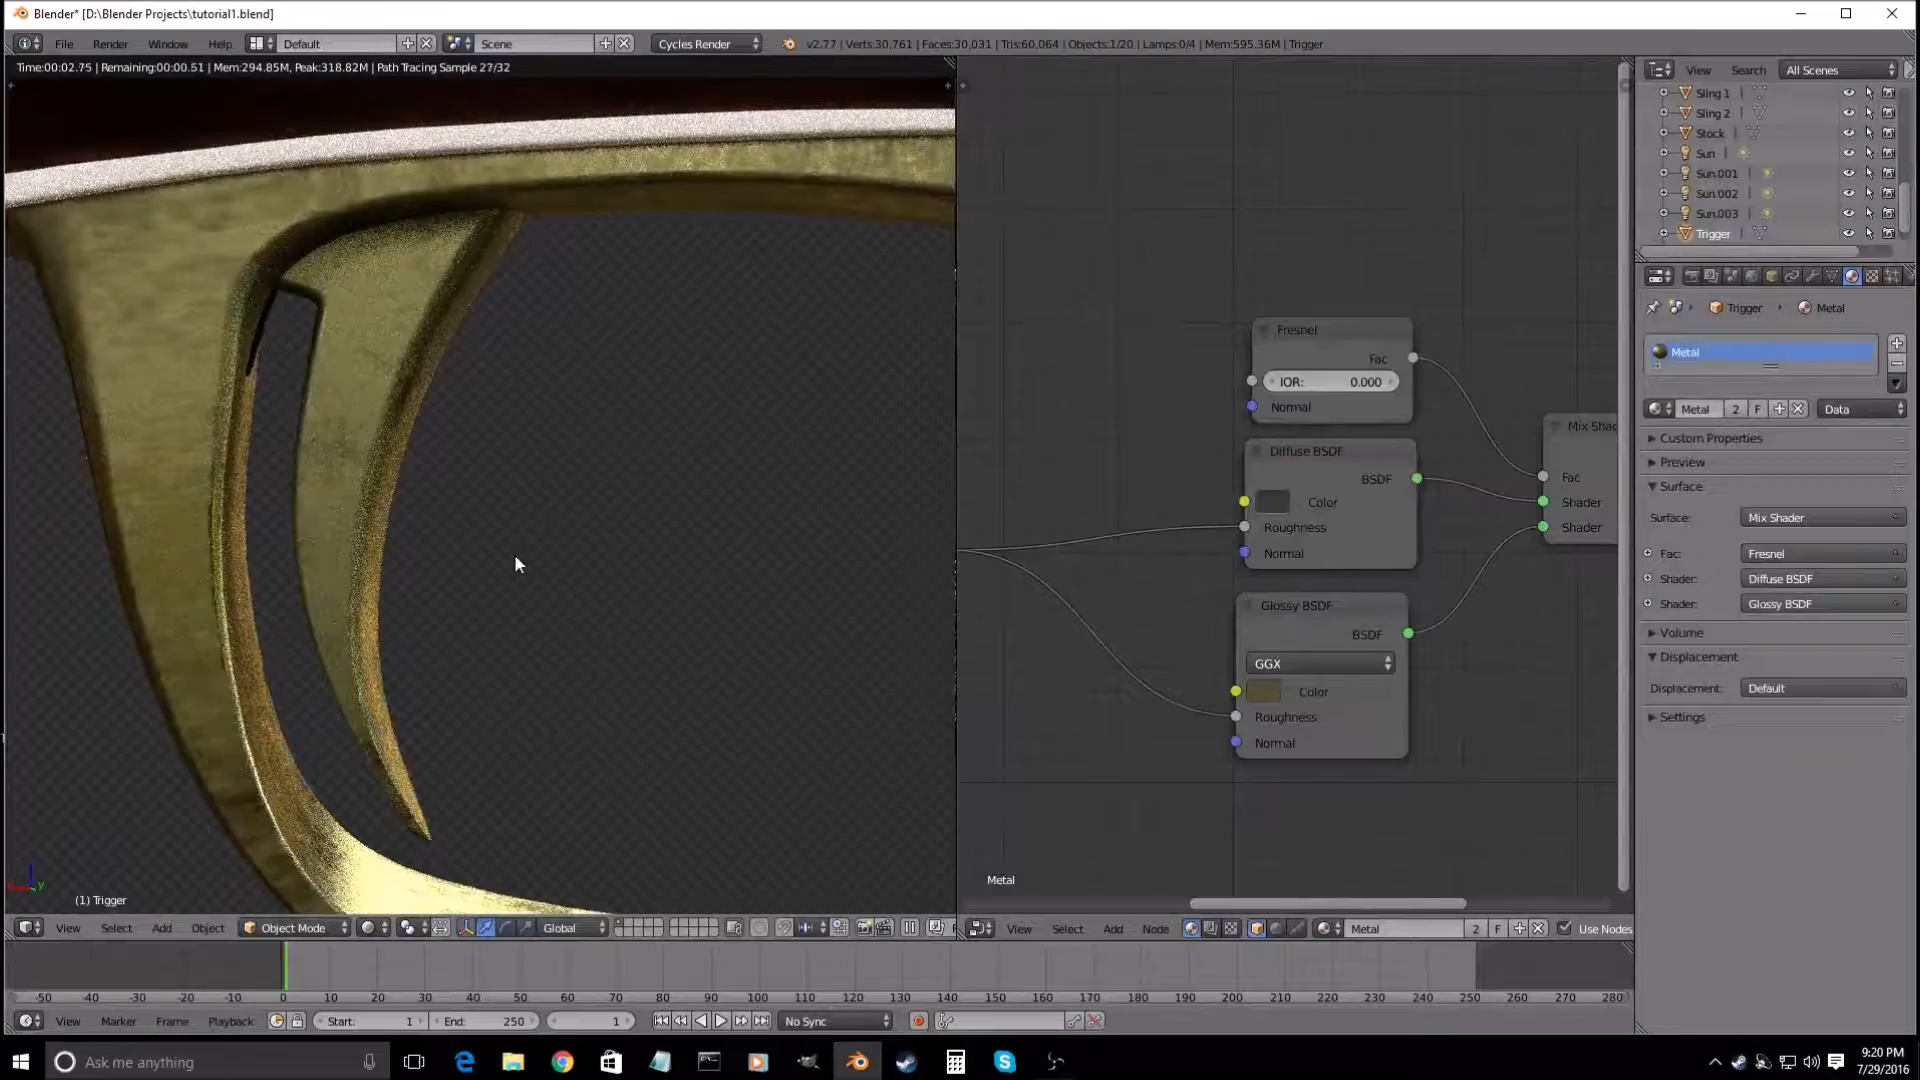 Blender* [D:\Blender Projects\tutorial1.blend]
File Render Window Help Default Scene Cycles Render v2.77 | Verts:30,761 | Faces:30,031 | Tris:60,064 | Objects:1/20 | Lamps:0/4 | Mem:595.36M | Trigger
Time:00:02.75 | Remaining:00:00.51 | Mem:294.85M, Peak:318.82M | Path Tracing Sample 27/32
View Search All Scenes
Sling 1
Sling 2
Stock
Sun
Sun.001
Sun.002
Sun.003
Trigger
Trigger Metal
Metal
Metal 2 F Data
Custom Properties
Preview
Surface
Surface: Mix Shader
Fac: Fresnel
Shader: Diffuse BSDF
Shader: Glossy BSDF
Volume
Displacement
Displacement: Default
Settings
Fresnel
Fac
IOR: 0.000
Normal
Diffuse BSDF
BSDF
Color
Roughness
Normal
Glossy BSDF
BSDF
GGX
Color
Roughness
Normal
Mix Shac
Fac
Shader
Shader
Metal
y
(1) Trigger
View Select Add Object Object Mode Global
View Select Add Node Metal 2 F Use Nodes
-50 -40 -30 -20 -10 0 10 20 30 40 50 60 70 80 90 100 110 120 130 140 150 160 170 180 190 200 210 220 230 240 250 260 270 280
View Marker Frame Playback Start: 1 End: 250 1 No Sync
Ask me anything
9:20 PM
7/29/2016